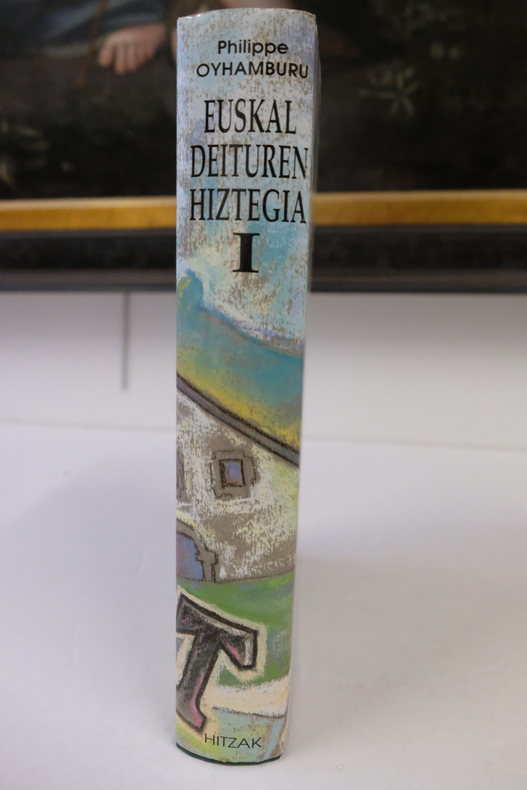 Philippe
OYHAMBURU
EUSKAL
DEITUREN
HIZTEGIA
I
T
HITZAK